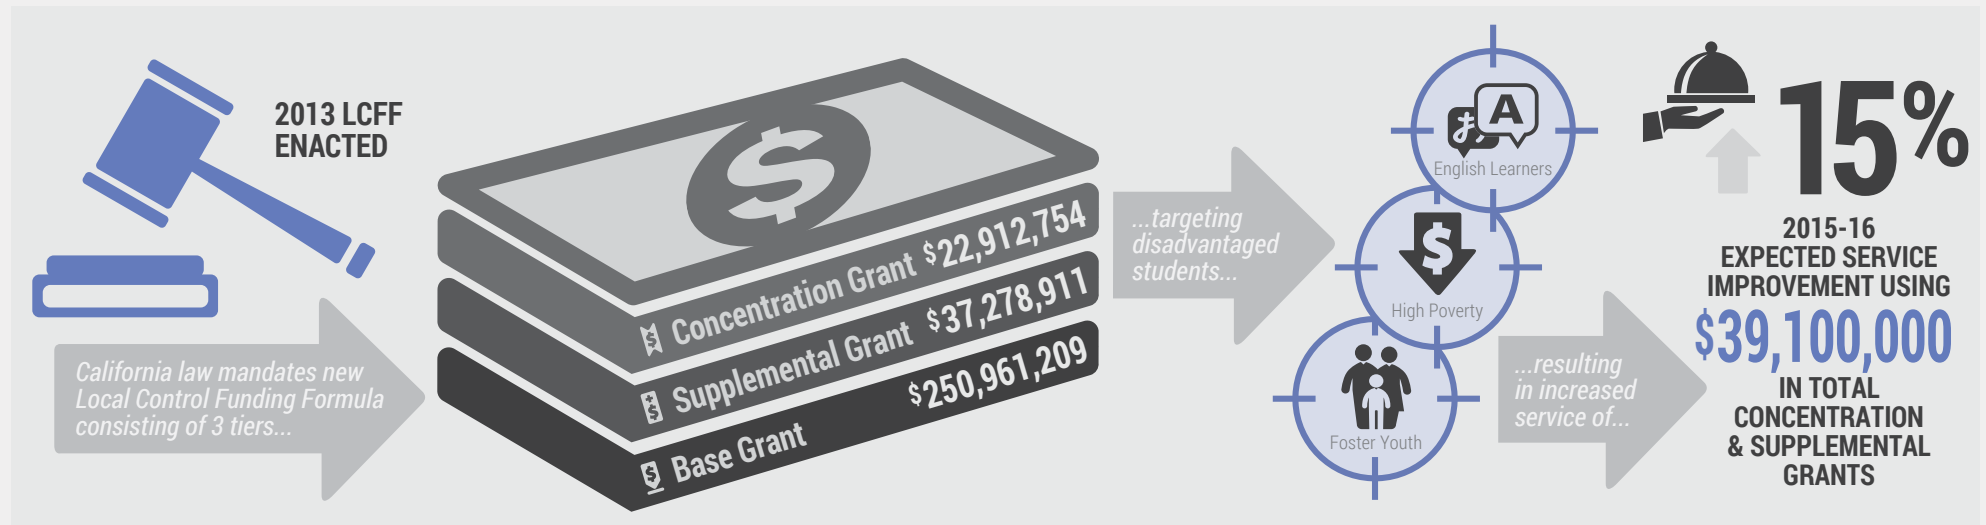 2013 LCFF
ENACTED
California law mandates new
Local Control Funding Formula
consisting of 3 tiers...
$
$
Concentration Grant $22,912,754
$
Supplemental Grant $37,278,911
$
Base Grant $250,961,209
...targeting
disadvantaged
students...
あ A
English Learners
$
High Poverty
Foster Youth
...resulting
in increased
service of...
15%
2015-16
EXPECTED SERVICE
IMPROVEMENT USING
$39,100,000
IN TOTAL
CONCENTRATION
& SUPPLEMENTAL
GRANTS